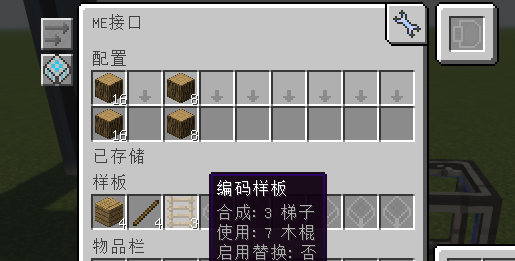 ME接口
配置
16 8
16 8
已存储
样板
4 4 3
编码样板
合成: 3 梯子
使用: 7 木棍
启用替换: 否
物品栏